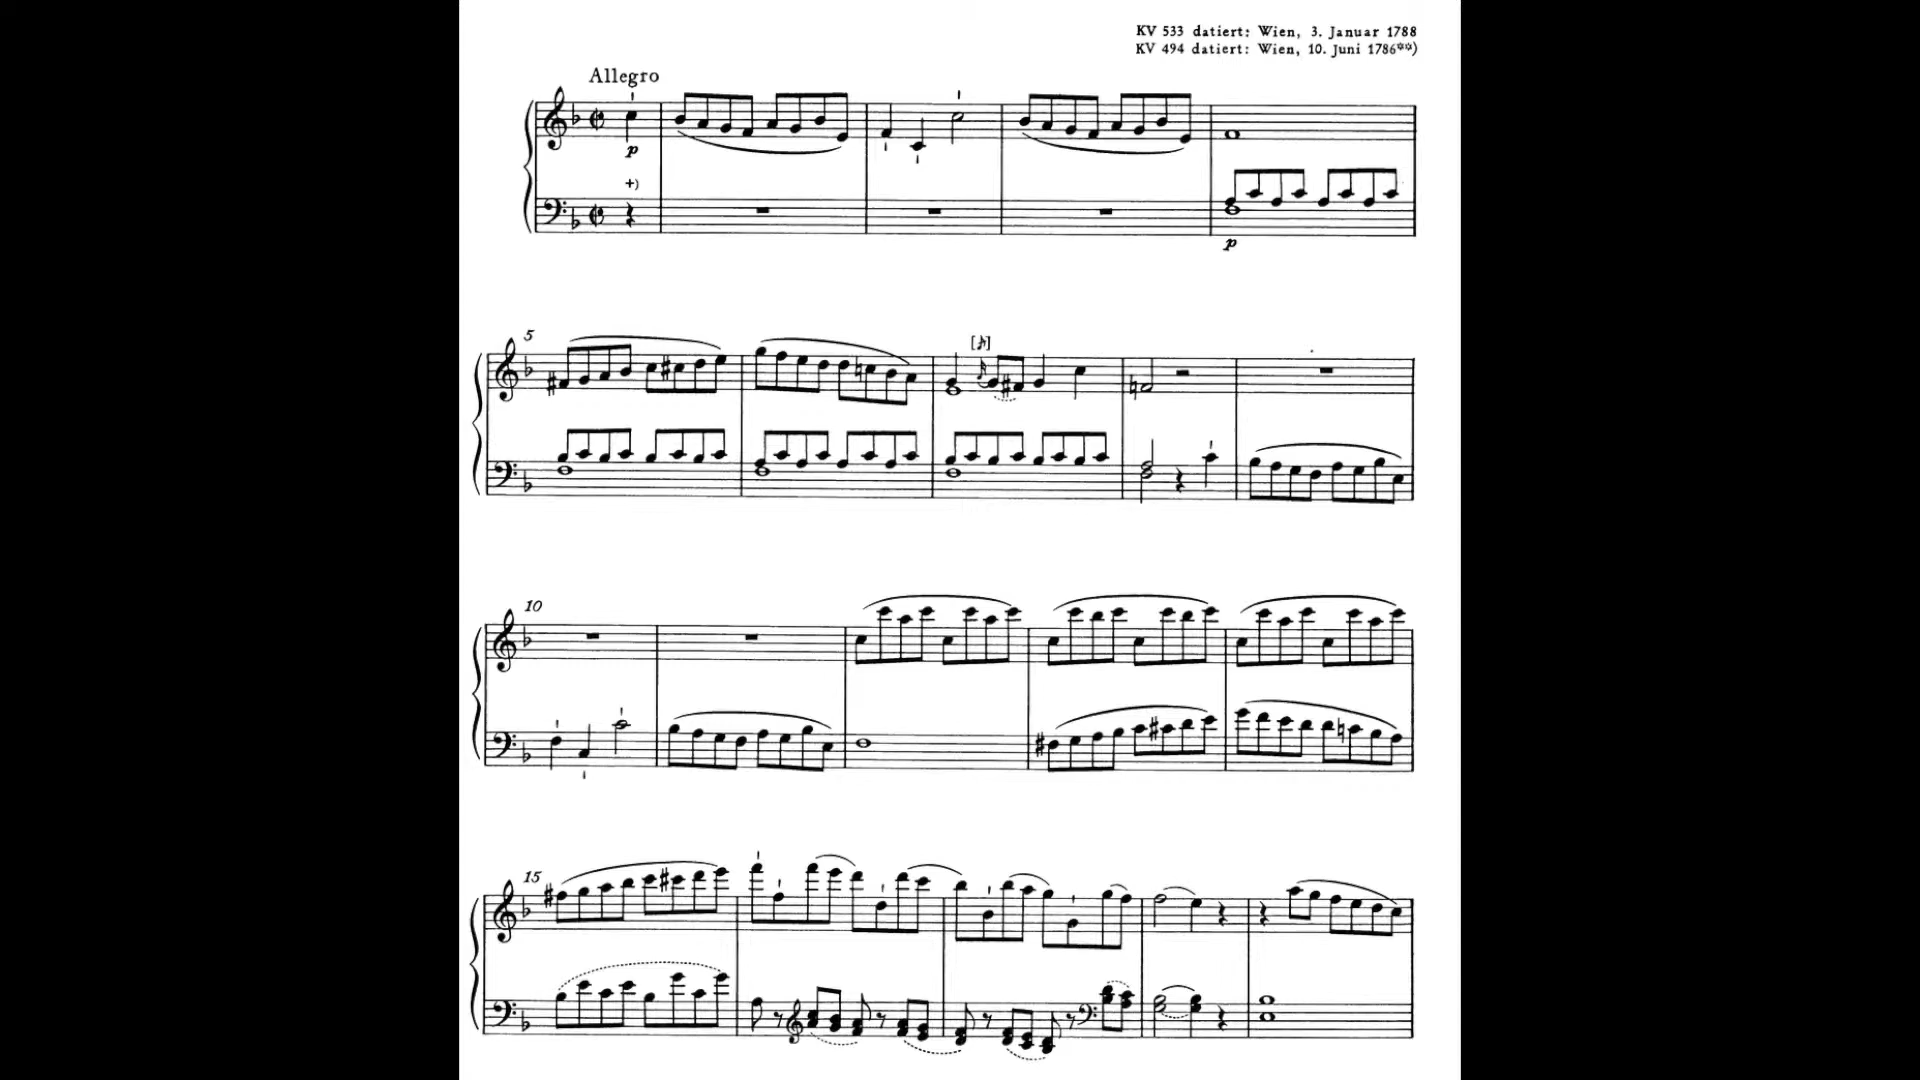 KV 533 datiert: Wien, 3. Januar 1788
KV 494 datiert: Wien, 10. Juni 1786**)
Allegro
p
+)
p
5
10
15